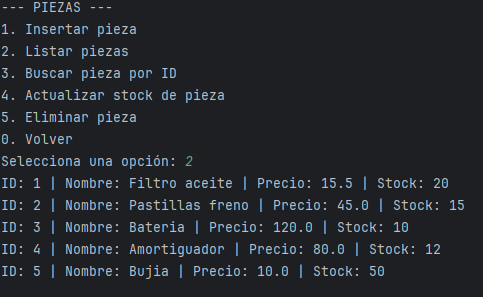 --- PIEZAS ---
1. Insertar pieza
2. Listar piezas
3. Buscar pieza por ID
4. Actualizar stock de pieza
5. Eliminar pieza
0. Volver
Selecciona una opción: 2
ID: 1 | Nombre: Filtro aceite | Precio: 15.5 | Stock: 20
ID: 2 | Nombre: Pastillas freno | Precio: 45.0 | Stock: 15
ID: 3 | Nombre: Bateria | Precio: 120.0 | Stock: 10
ID: 4 | Nombre: Amortiguador | Precio: 80.0 | Stock: 12
ID: 5 | Nombre: Bujia | Precio: 10.0 | Stock: 50